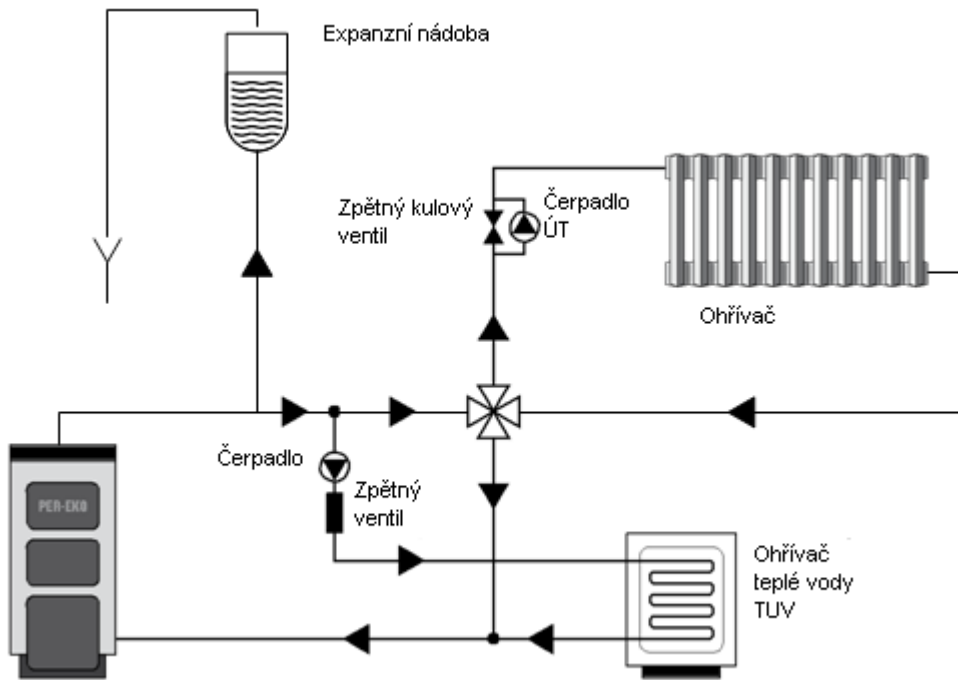 Expanzní nádoba
Zpětný kulový
ventil
Čerpadlo
ÚT
Ohřívač
Čerpadlo
Zpětný
ventil
PER-EKO
Ohřívač
teplé vody
TUV